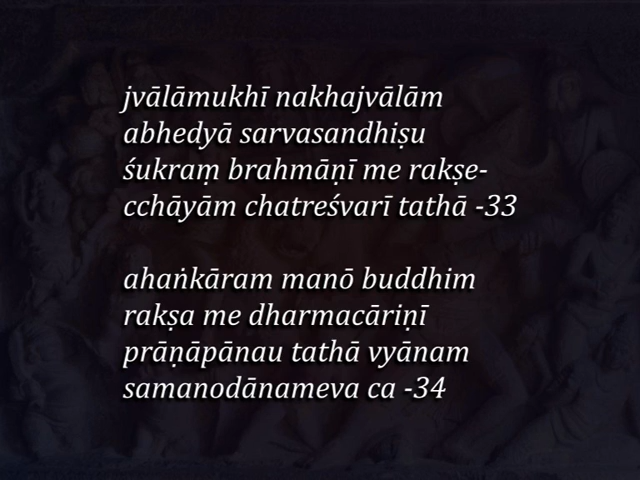 jvālāmukhī nakhajvālām
abhedyā sarvasandhiṣu
śukraṃ brahmāṇī me rakṣe-
cchāyām chatreśvarī tathā -33
ahaṅkāram manō buddhim
rakṣa me dharmacāriṇī
prāṇāpānau tathā vyānam
samanodānameva ca -34